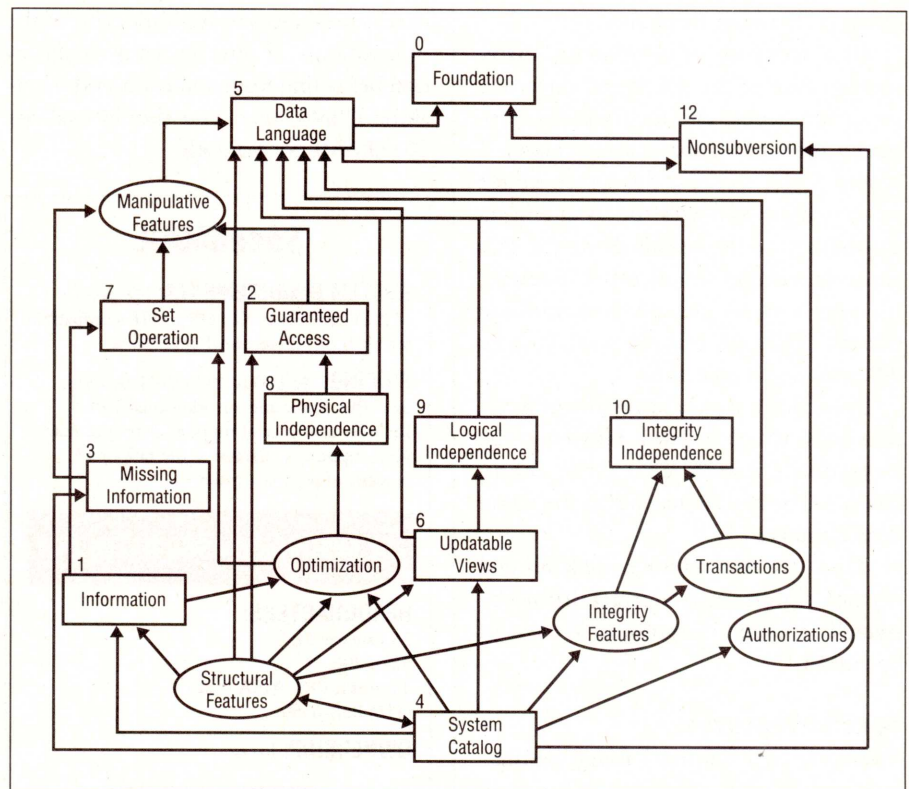 0
Foundation
5
Data
Language
12
Nonsubversion
Manipulative
Features
7
Set
Operation
2
Guaranteed
Access
8
Physical
Independence
9
Logical
Independence
10
Integrity
Independence
3
Missing
Information
6
Updatable
Views
Optimization
Transactions
1
Information
Integrity
Features
Authorizations
Structural
Features
4
System
Catalog